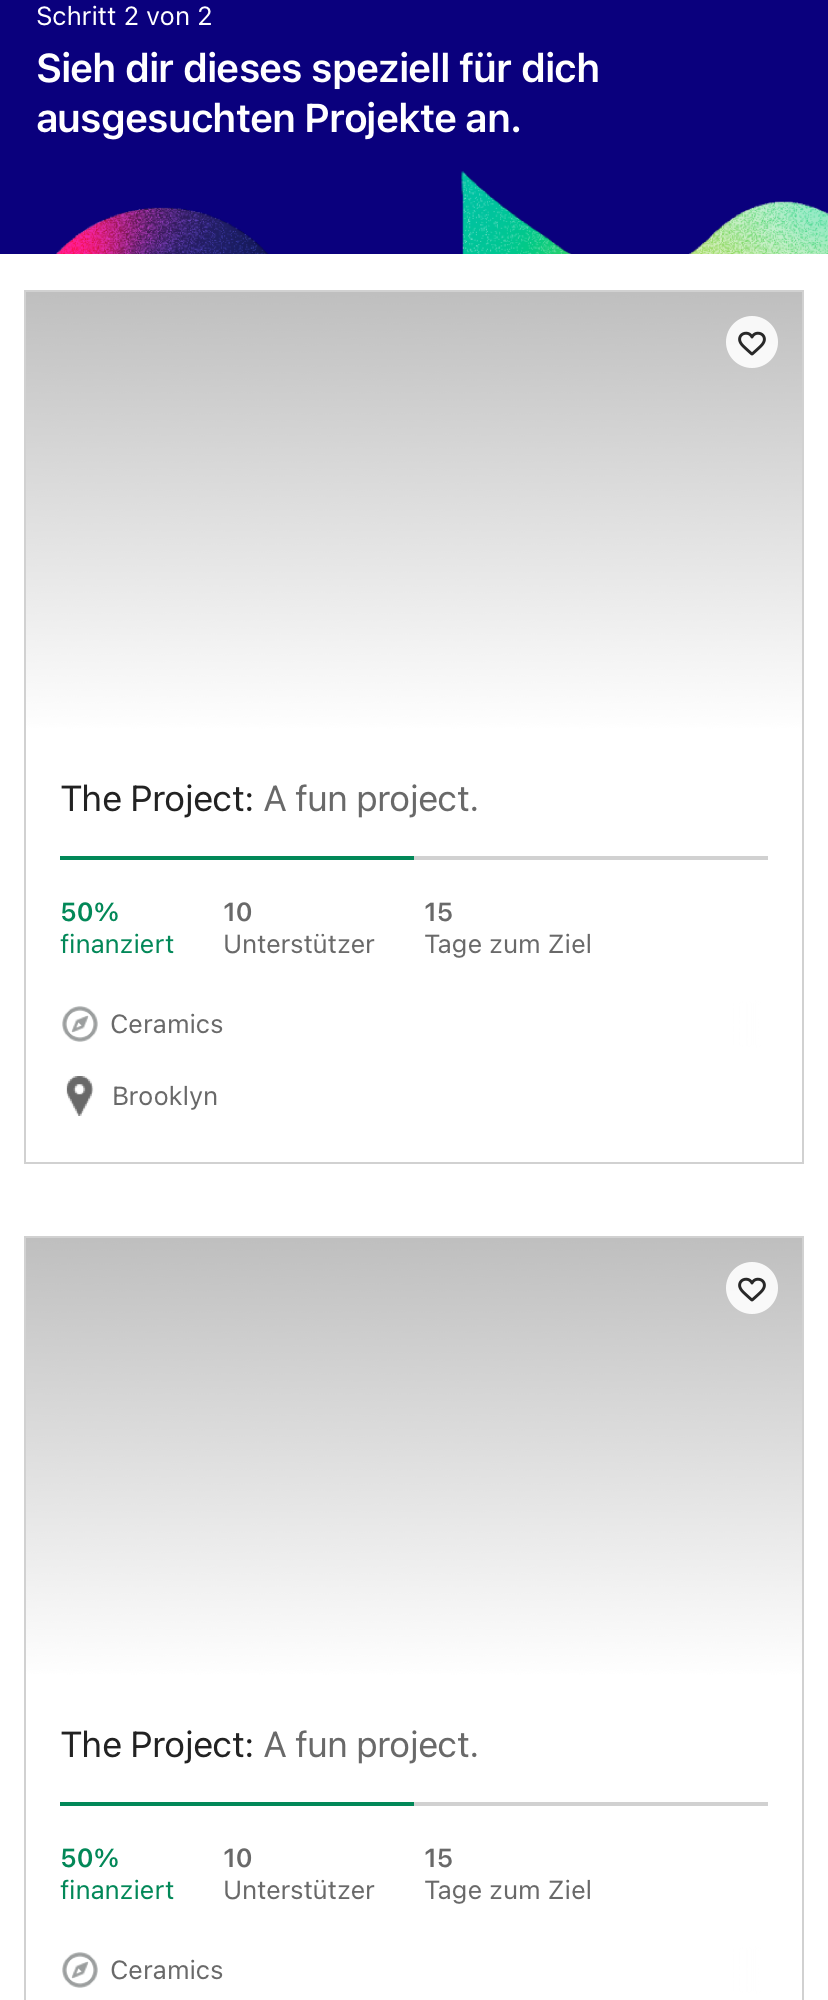 Schritt 2 von 2
Sieh dir dieses speziell für dich
ausgesuchten Projekte an.
The Project: A fun project.
50% 10 15
finanziert Unterstützer Tage zum Ziel
Ceramics
Brooklyn
The Project: A fun project.
50% 10 15
finanziert Unterstützer Tage zum Ziel
Ceramics